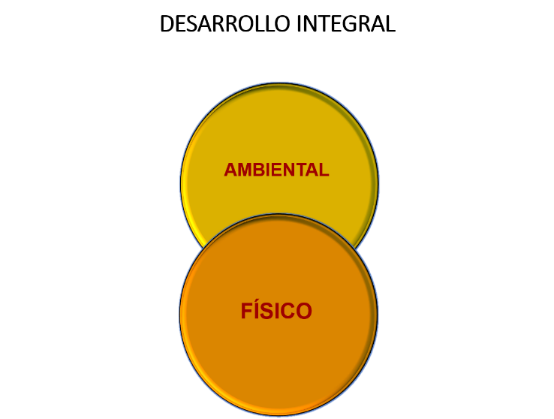 DESARROLLO INTEGRAL
AMBIENTAL
FÍSICO